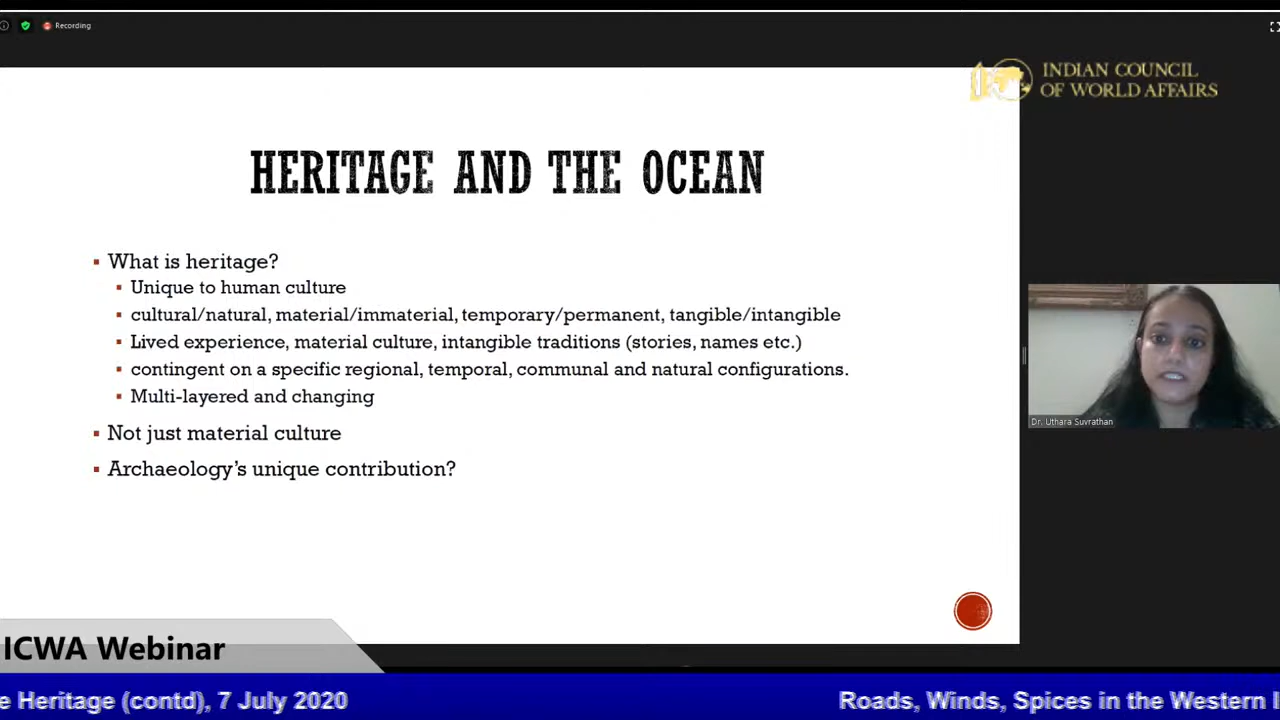 Recording
INDIAN COUNCIL
OF WORLD AFFAIRS
HERITAGE AND THE OCEAN
▪ What is heritage?
▪ Unique to human culture
▪ cultural/natural, material/immaterial, temporary/permanent, tangible/intangible
▪ Lived experience, material culture, intangible traditions (stories, names etc.)
▪ contingent on a specific regional, temporal, communal and natural configurations.
▪ Multi-layered and changing
▪ Not just material culture
▪ Archaeology's unique contribution?
Dr. Uthara Suvrathan
ICWA Webinar
e Heritage (contd), 7 July 2020
Roads, Winds, Spices in the Western I